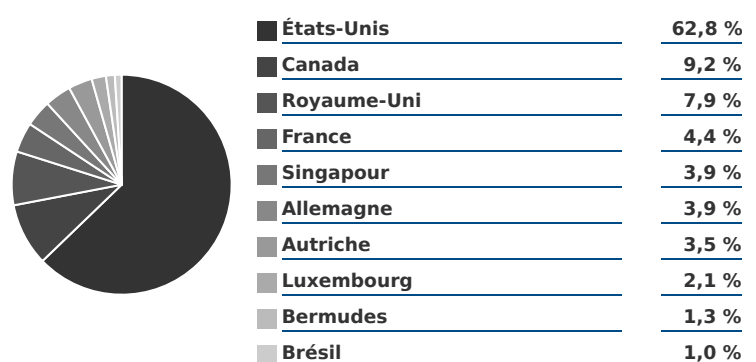 États-Unis 62,8 %
Canada 9,2 %
Royaume-Uni 7,9 %
France 4,4 %
Singapour 3,9 %
Allemagne 3,9 %
Autriche 3,5 %
Luxembourg 2,1 %
Bermudes 1,3 %
Brésil 1,0 %